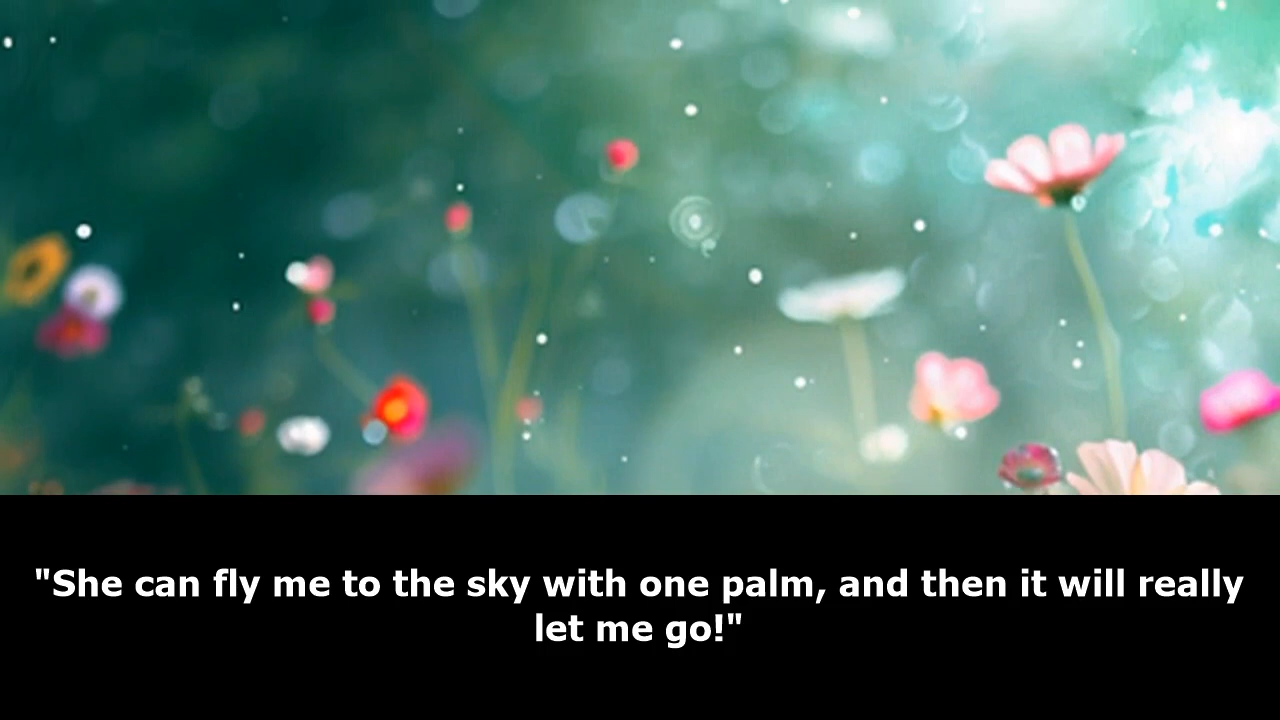 "She can fly me to the sky with one palm, and then it will really
let me go!"